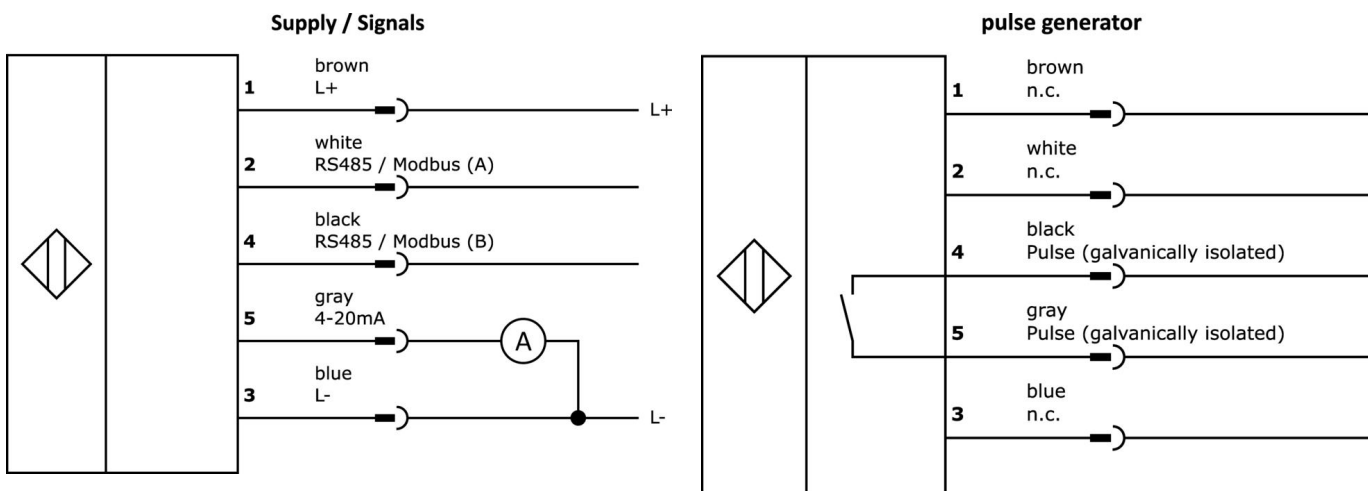 Supply / Signals
brown
1
L+
L+
white
2
RS485 / Modbus (A)
black
4
RS485 / Modbus (B)
gray
5
4-20mA
A
blue
3
L-
L-
pulse generator
brown
1
n.c.
white
2
n.c.
black
4
Pulse (galvanically isolated)
gray
5
Pulse (galvanically isolated)
blue
3
n.c.